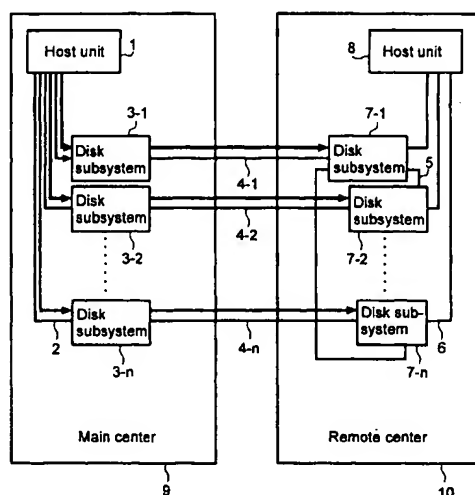 1
Host unit
8
Host unit
3-1
Disk
subsystem
7-1
Disk
subsystem
4-1
5
Disk
subsystem
3-2
4-2
Disk
subsystem
7-2
2
Disk
subsystem
3-n
4-n
Disk sub-
system
6
7-n
Main center
Remote center
9
10